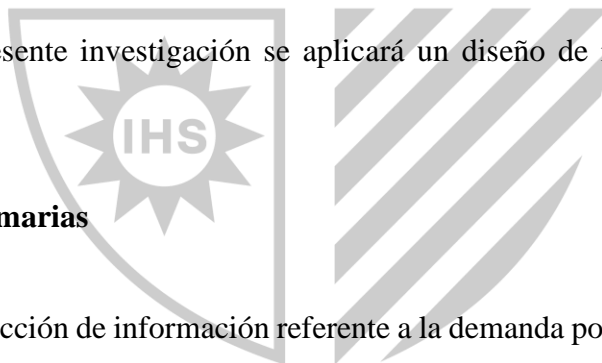 esente investigación se aplicará un diseño de
IHS
marias
cción de información referente a la demanda po